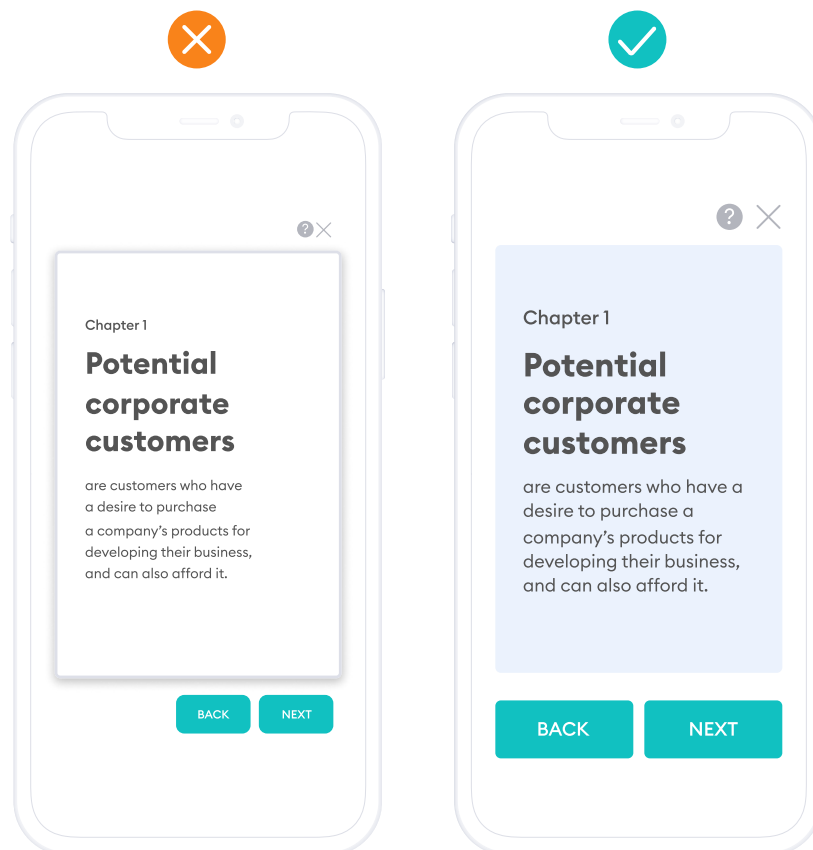 ?
Chapter 1
Potential
corporate
customers
are customers who have
a desire to purchase
a company’s products for
developing their business,
and can also afford it.
BACK NEXT
?
Chapter 1
Potential
corporate
customers
are customers who have a
desire to purchase a
company’s products for
developing their business,
and can also afford it.
BACK NEXT